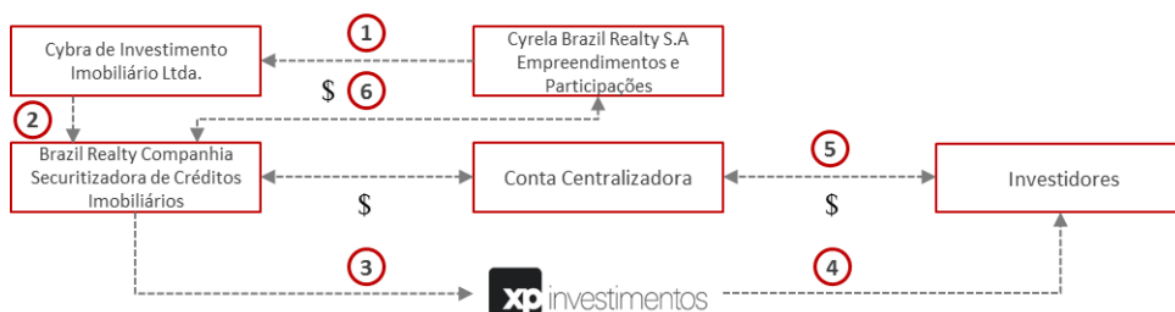 1
Cybra de Investimento
Imobiliário Ltda.
Cyrela Brazil Realty S.A
Empreendimentos e
Participações
$ 6
2
Brazil Realty Companhia
Securitizadora de Créditos
Imobiliários
Conta Centralizadora
5
Investidores
$
$
3
4
xp investimentos